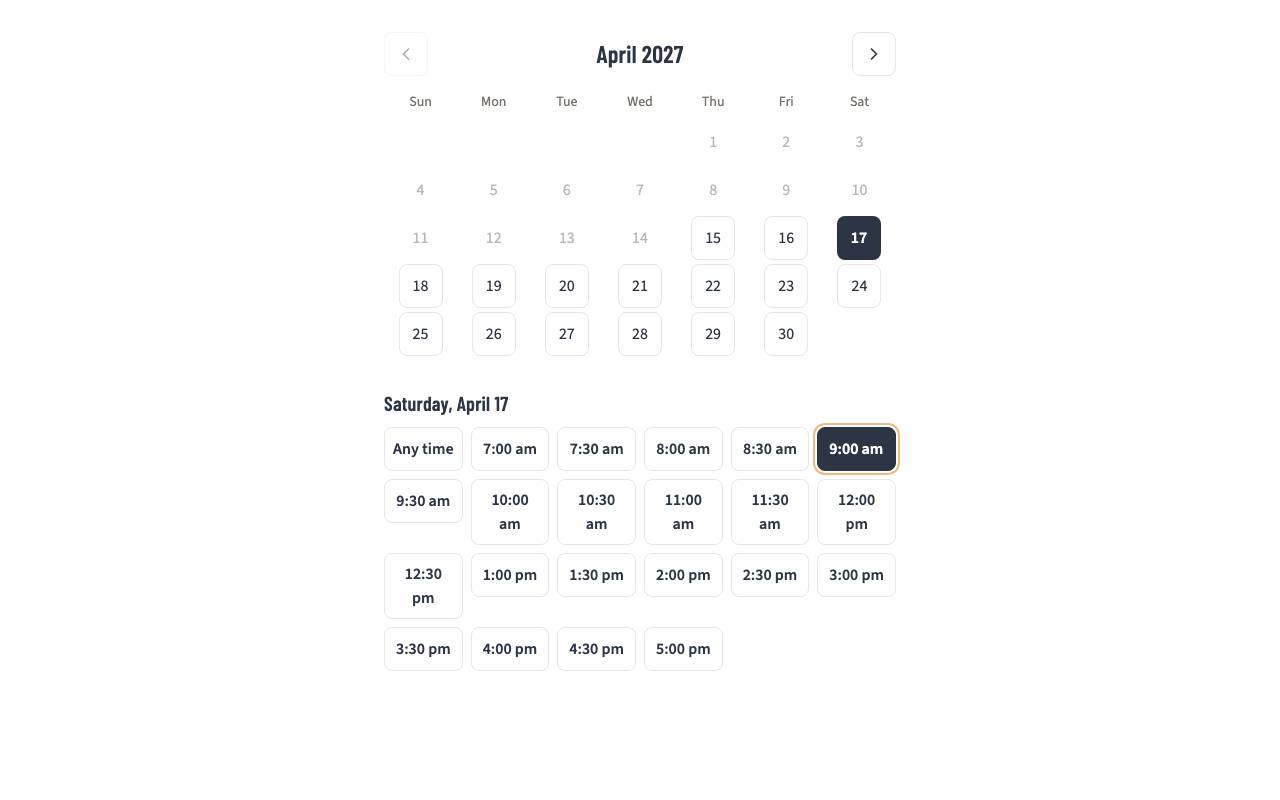 April 2027
Sun Mon Tue Wed Thu Fri Sat
1 2 3
4 5 6 7 8 9 10
11 12 13 14 15 16 17
18 19 20 21 22 23 24
25 26 27 28 29 30
Saturday, April 17
Any time 7:00 am 7:30 am 8:00 am 8:30 am 9:00 am
9:30 am 10:00 am 10:30 am 11:00 am 11:30 am 12:00 pm
12:30 pm 1:00 pm 1:30 pm 2:00 pm 2:30 pm 3:00 pm
3:30 pm 4:00 pm 4:30 pm 5:00 pm